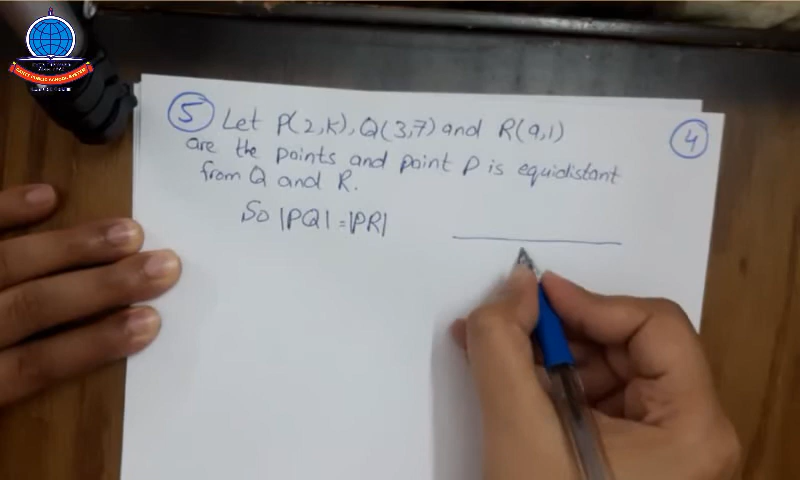 ⑤ Let P(2,K), Q(3,7) and R(9,1)
④
are the points and point P is equidistant
from Q and R.
So |PQ| = |PR|